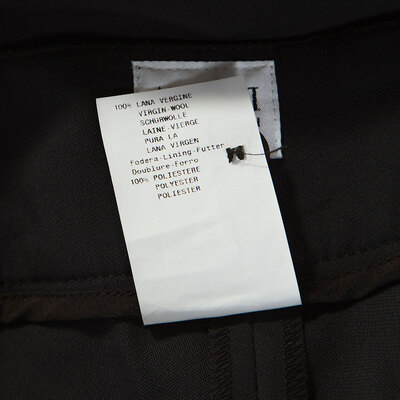 100% LANA VERGINE
VIRGIN-WOOL
SCHURWOLLE
LAINE-VIERGE
PURA LA
LANA VIRGEN
Fodera-Lining-Futter
Doublure-Forro
100% POLIESTERE
POLYESTER
POLIESTER